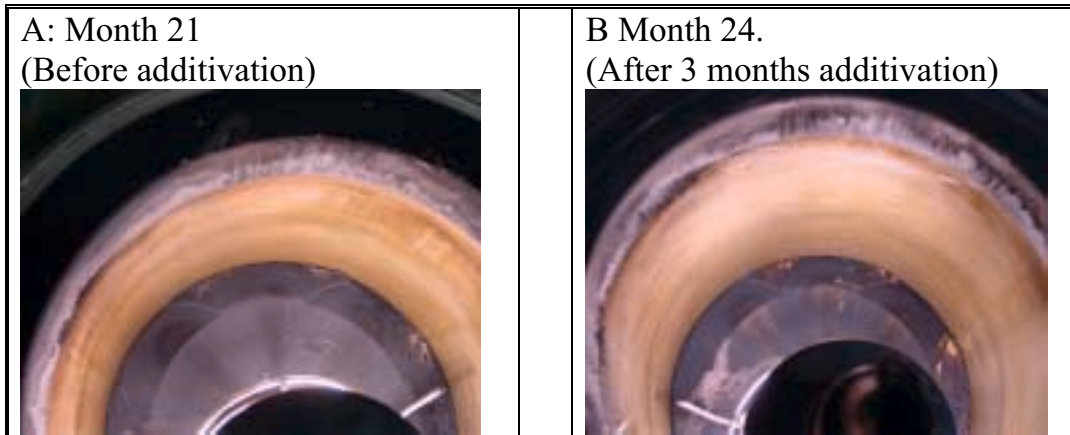 A: Month 21
(Before additivation)
B Month 24.
(After 3 months additivation)